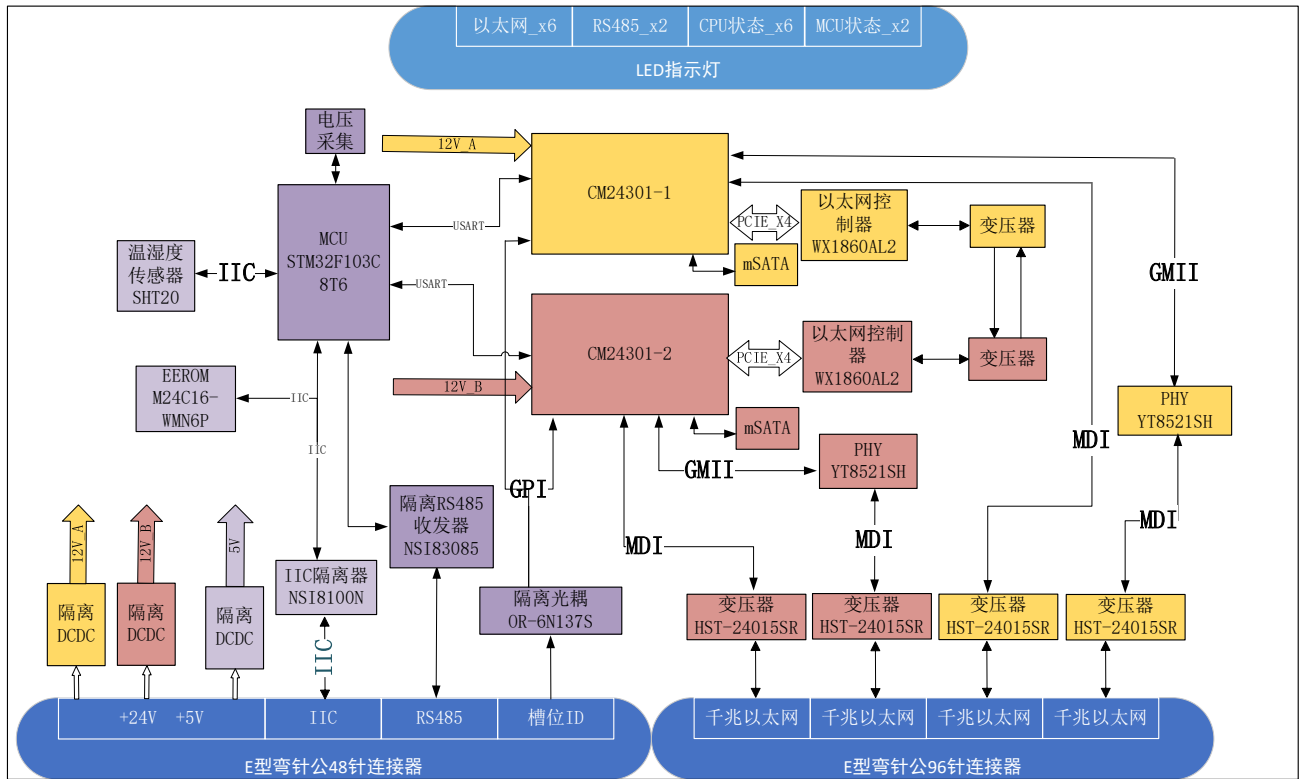 以太网_x6
RS485_x2
CPU状态_x6
MCU状态_x2
LED指示灯
电压
采集
12V_A
CM24301-1
MCU
STM32F103C
8T6
USART
USART
PCIE_X4
以太网控
制器
WX1860AL2
变压器
mSATA
温湿度
传感器
SHT20
IIC
GMII
CM24301-2
PCIE_X4
以太网控制
器
WX1860AL2
变压器
12V_B
EEROM
M24C16-
WMN6P
IIC
IIC
mSATA
PHY
YT8521SH
MDI
GMII
PHY
YT8521SH
GPI
隔离RS485
收发器
NSI83085
MDI
MDI
MDI
12V_A
12V_B
5V
隔离
DCDC
隔离
DCDC
隔离
DCDC
IIC隔离器
NSI8100N
隔离光耦
OR-6N137S
变压器
HST-24015SR
变压器
HST-24015SR
变压器
HST-24015SR
变压器
HST-24015SR
IIC
+24V +5V
IIC
RS485
槽位ID
千兆以太网
千兆以太网
千兆以太网
千兆以太网
E型弯针公48针连接器
E型弯针公96针连接器